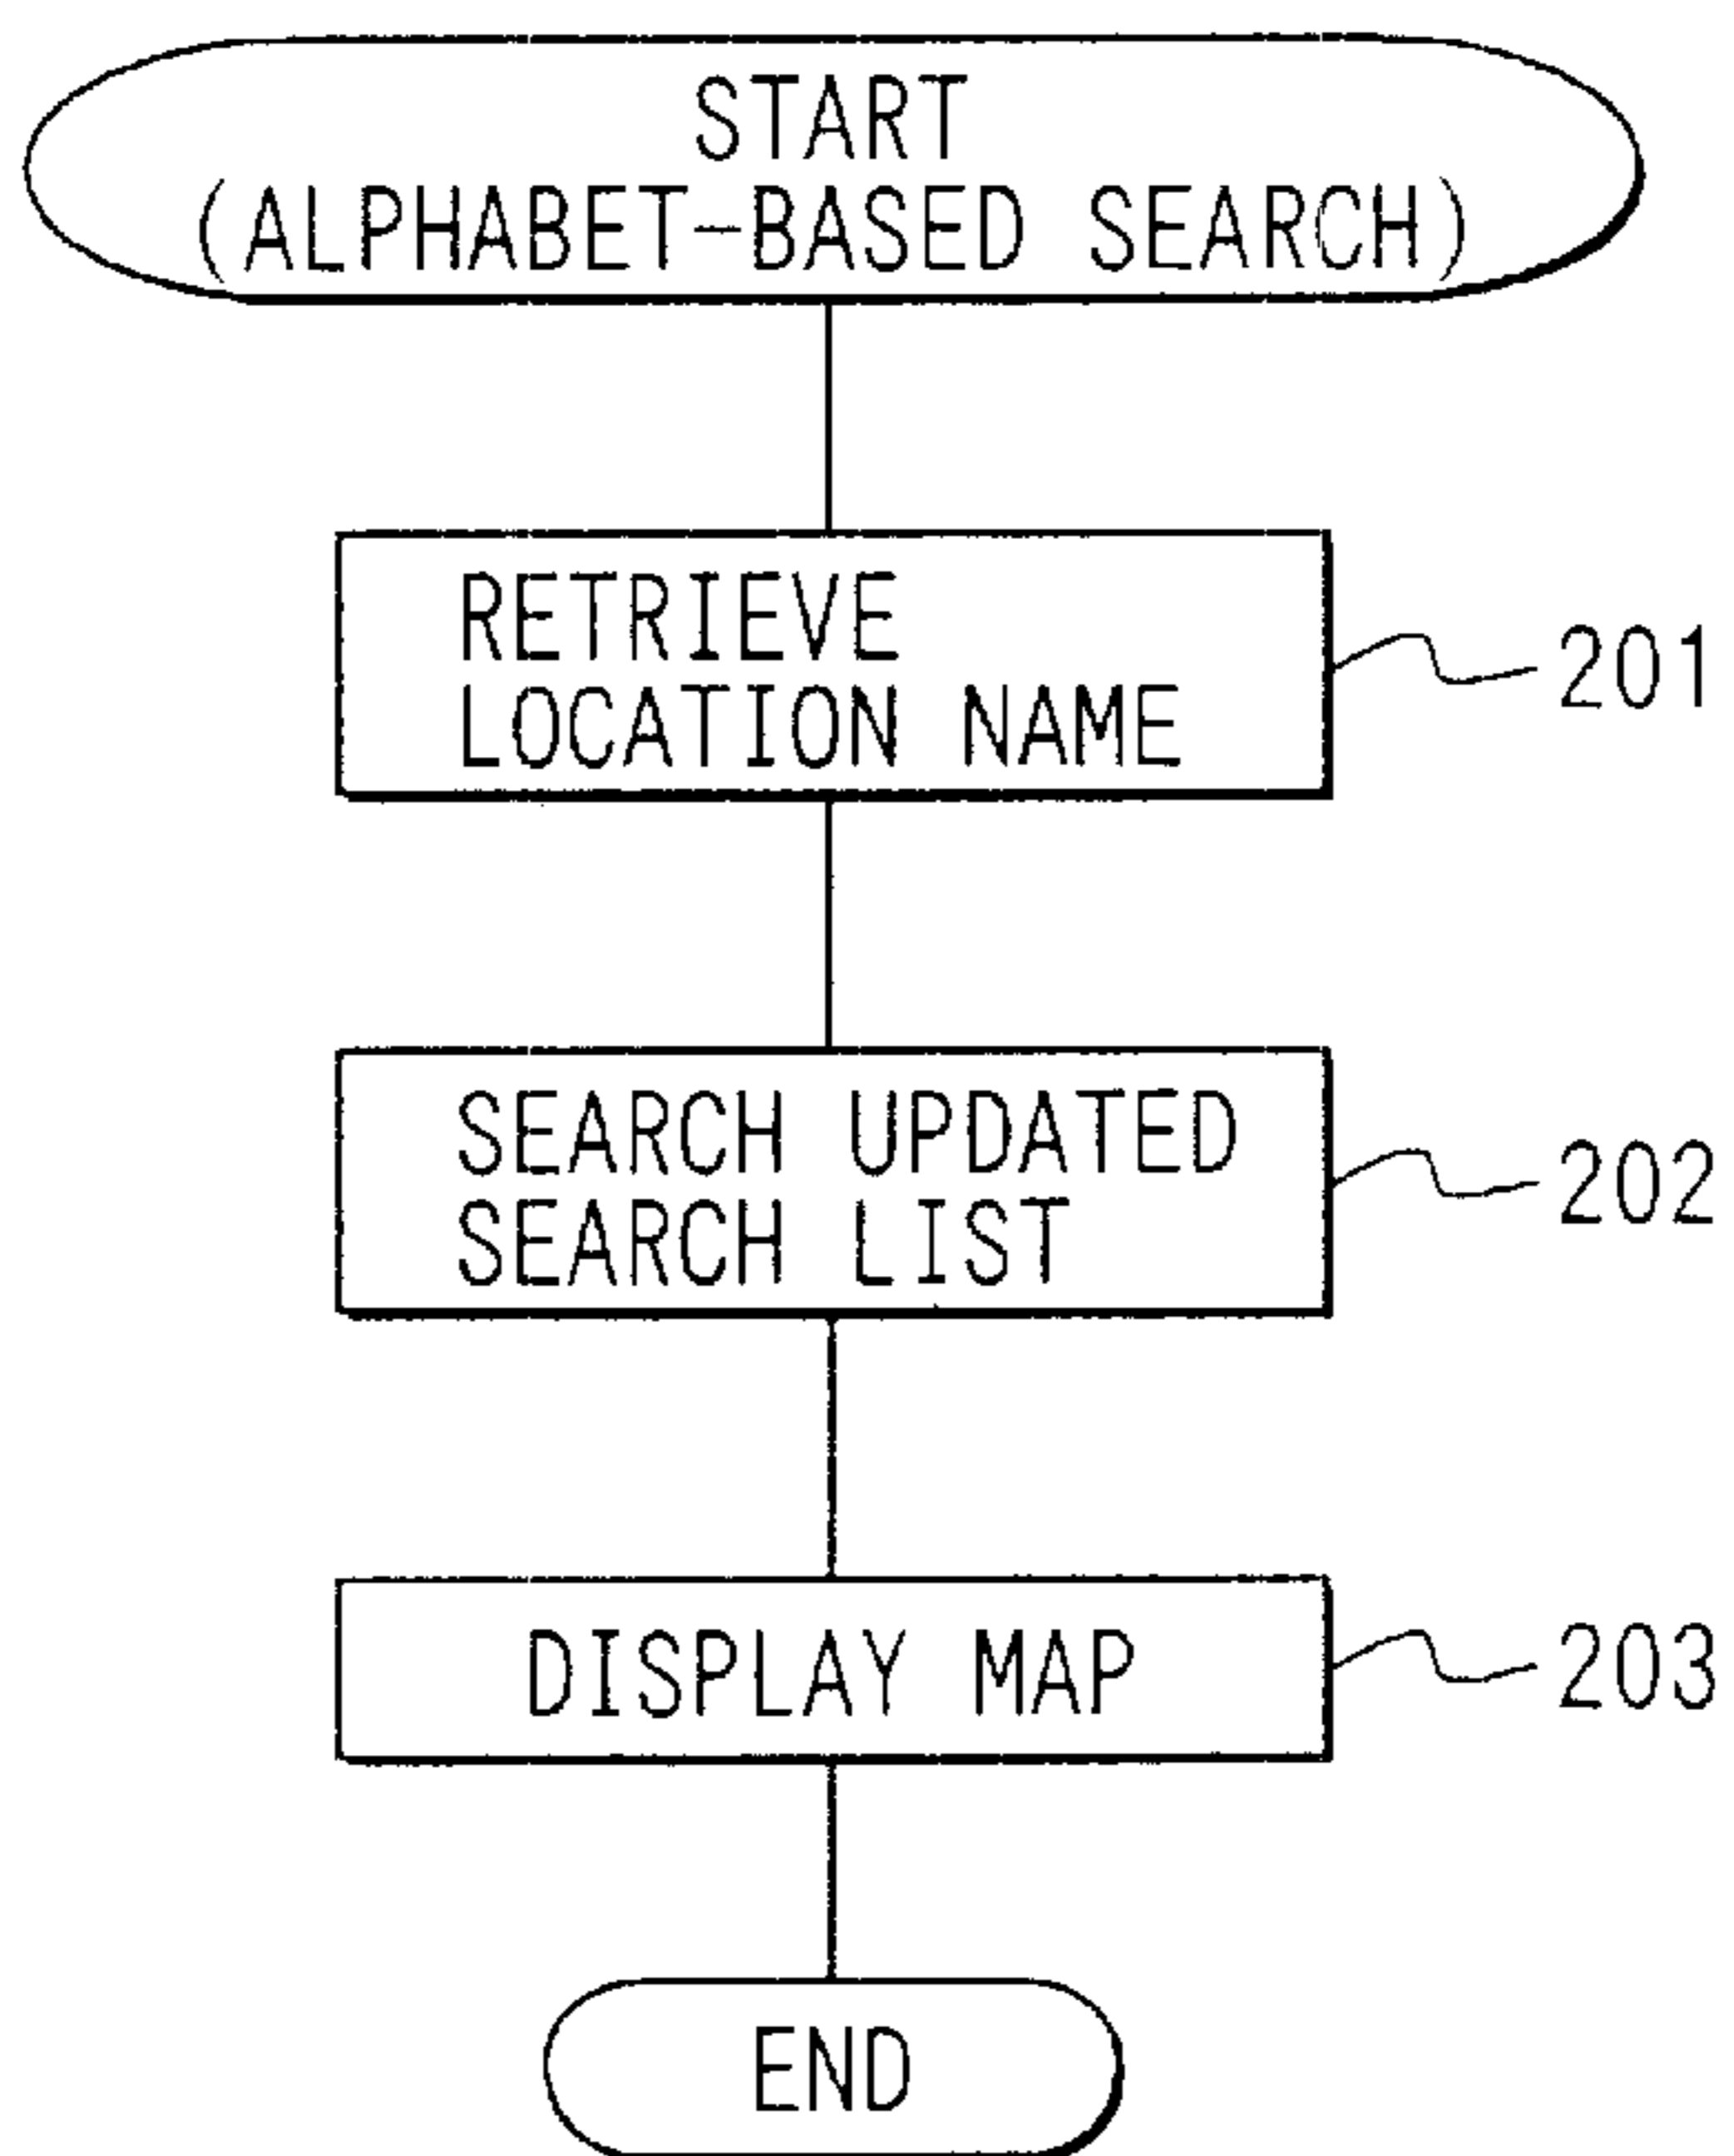 START
(ALPHABET-BASED SEARCH)
RETRIEVE
LOCATION NAME
201
SEARCH UPDATED
SEARCH LIST
202
DISPLAY MAP
203
END